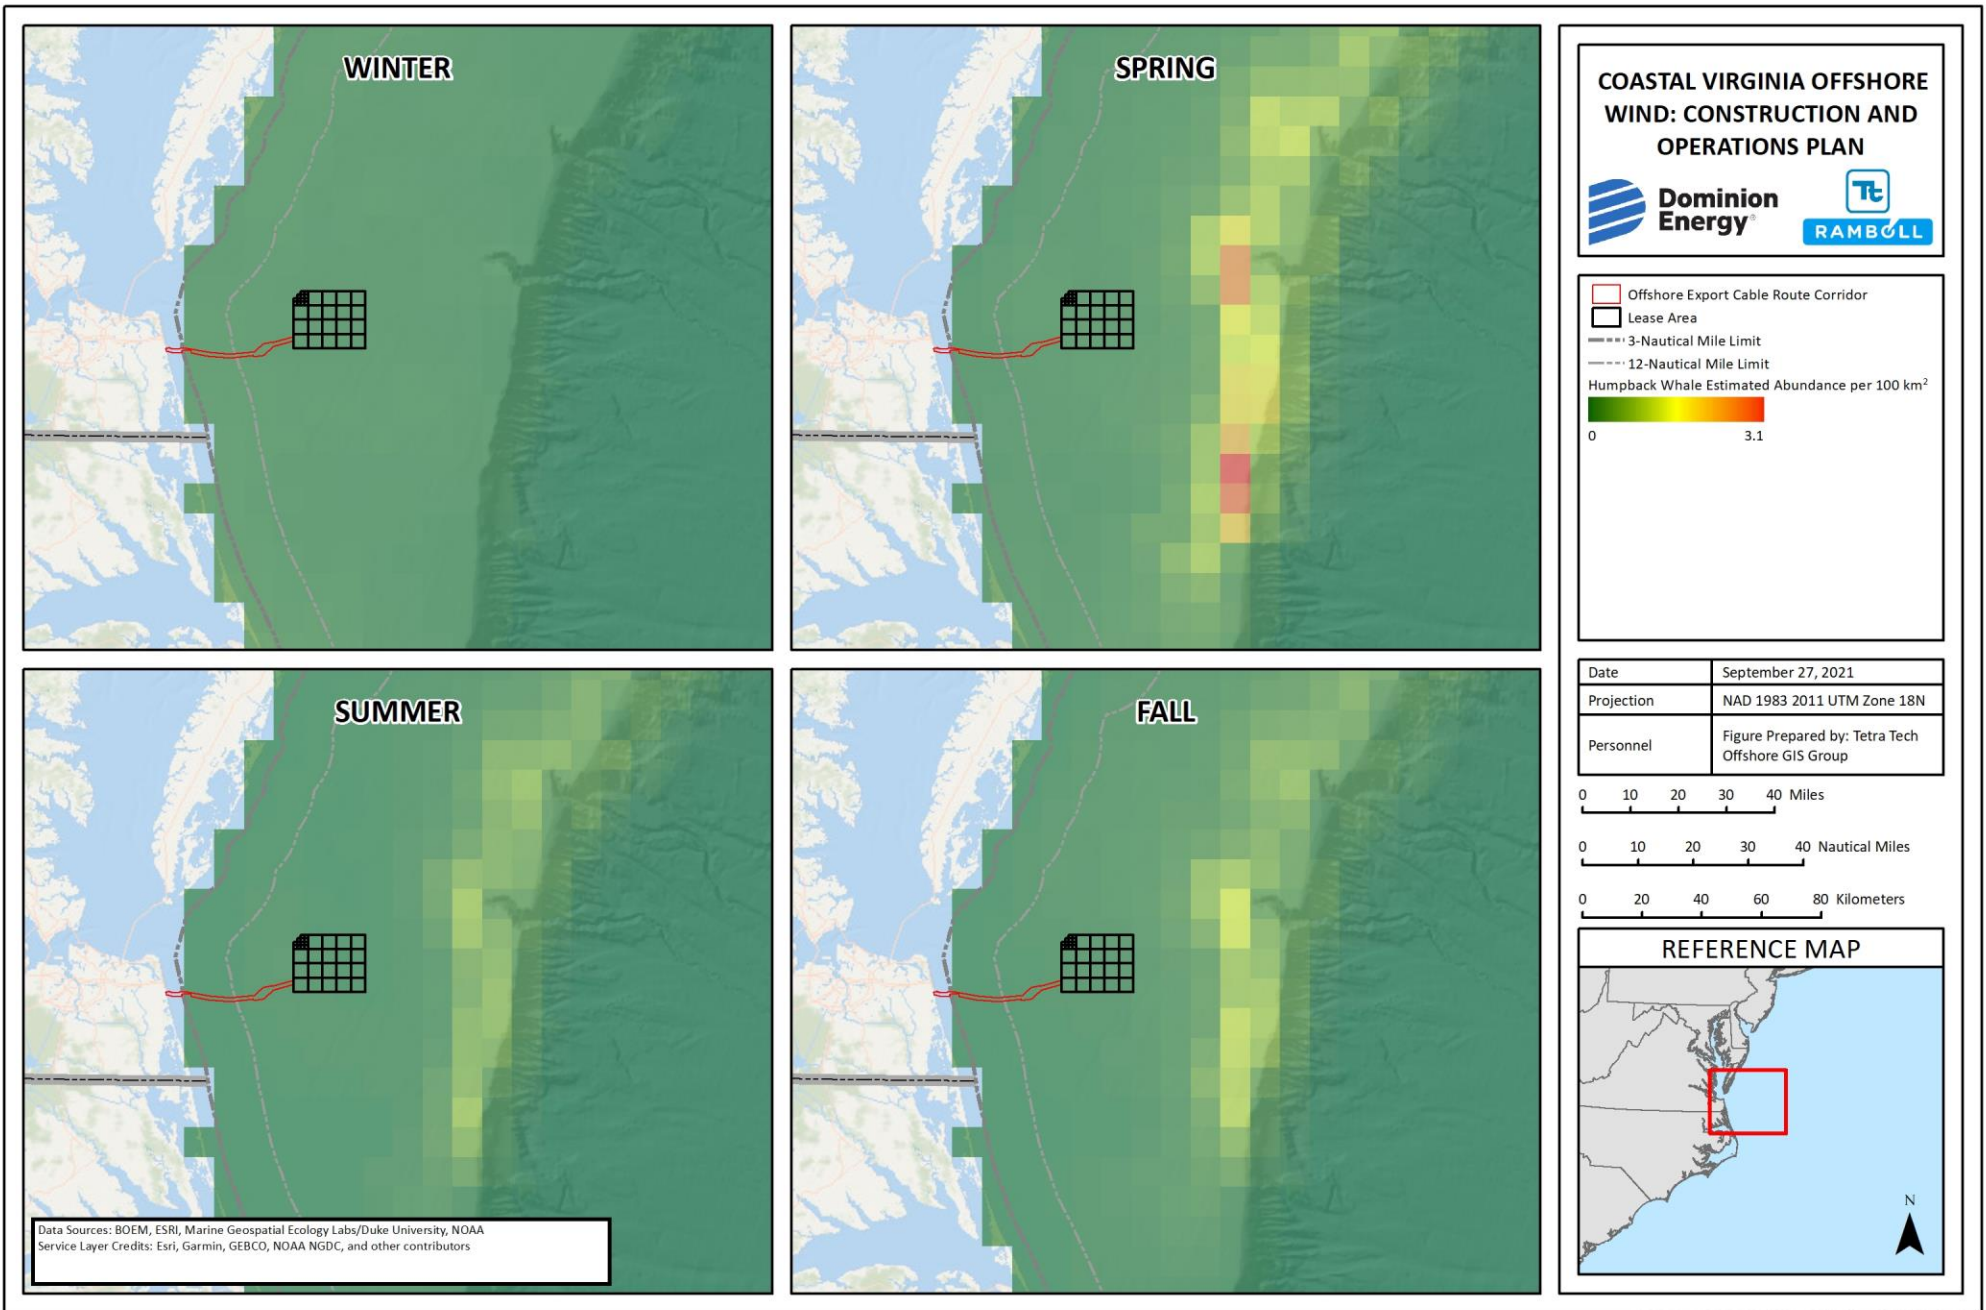 WINTER
SPRING
SUMMER
FALL
Data Sources: BOEM, ESRI, Marine Geospatial Ecology Labs/Duke University, NOAA
Service Layer Credits: Esri, Garmin, GEBCO, NOAA NGDC, and other contributors
COASTAL VIRGINIA OFFSHORE
WIND: CONSTRUCTION AND
OPERATIONS PLAN
Dominion
Energy®
Tt
RAMBOLL
Offshore Export Cable Route Corridor
Lease Area
3-Nautical Mile Limit
12-Nautical Mile Limit
Humpback Whale Estimated Abundance per 100 km²
0 3.1
Date September 27, 2021
Projection NAD 1983 2011 UTM Zone 18N
Personnel Figure Prepared by: Tetra Tech
Offshore GIS Group
0 10 20 30 40 Miles
0 10 20 30 40 Nautical Miles
0 20 40 60 80 Kilometers
REFERENCE MAP
N